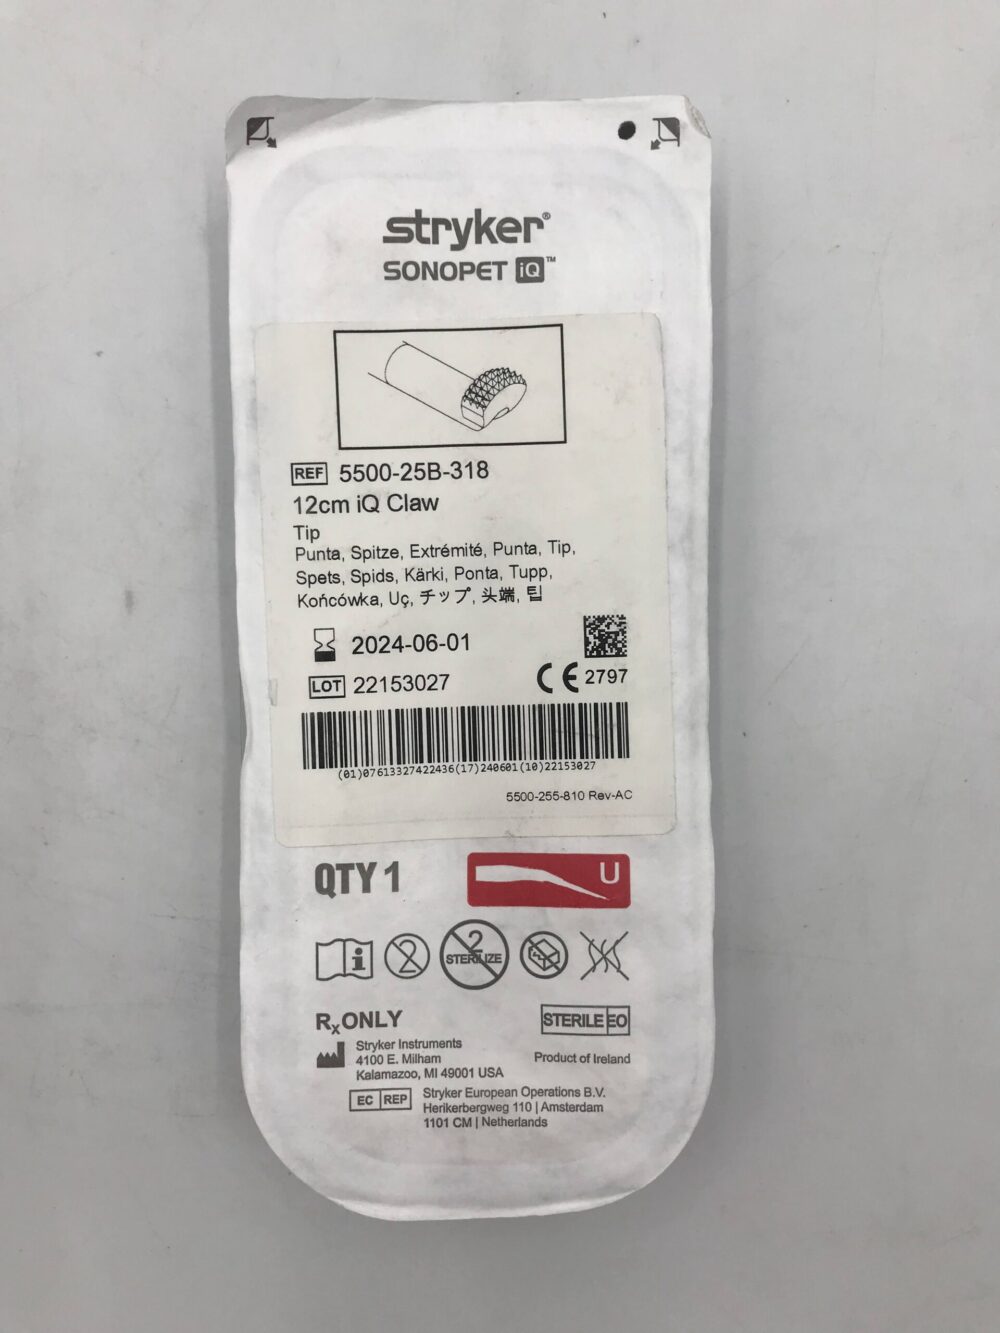 stryker®
SONOPET iQ™
REF 5500-25B-318
12cm iQ Claw
Tip
Punta, Spitze, Extrémité, Punta, Tip,
Spets, Spids, Kärki, Ponta, Tupp,
Końcówka, Uç, チップ, 头端, 팁
2024-06-01
LOT 22153027
CE 2797
(01)07613327422436(17)240601(10)22153027
5500-255-810 Rev-AC
QTY 1
U
2
2
STERILIZE
RxONLY
STERILE EO
Stryker Instruments
4100 E. Milham
Kalamazoo, MI 49001 USA
Product of Ireland
EC REP
Stryker European Operations B.V.
Herikerbergweg 110 | Amsterdam
1101 CM | Netherlands